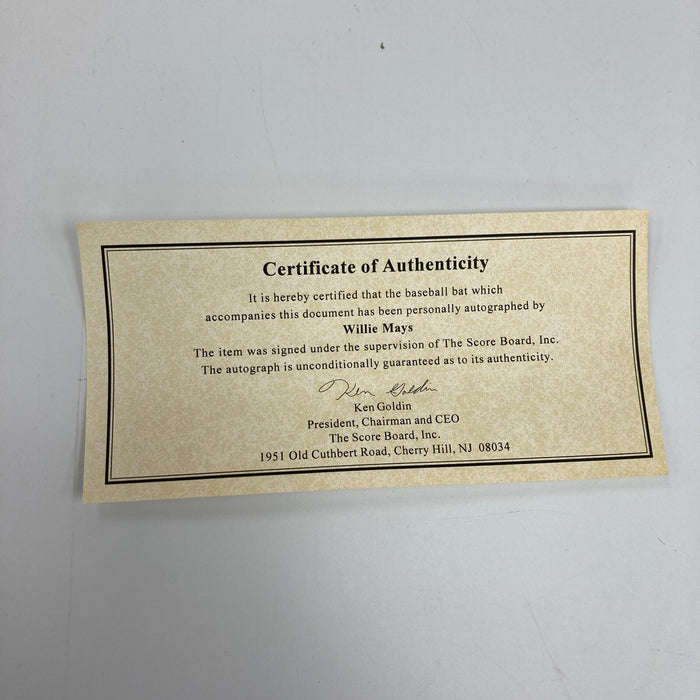 Certificate of Authenticity
It is hereby certified that the baseball bat which
accompanies this document has been personally autographed by
Willie Mays
The item was signed under the supervision of The Score Board, Inc.
The autograph is unconditionally guaranteed as to its authenticity.
Ken Goldin
Ken Goldin
President, Chairman and CEO
The Score Board, Inc.
1951 Old Cuthbert Road, Cherry Hill, NJ 08034